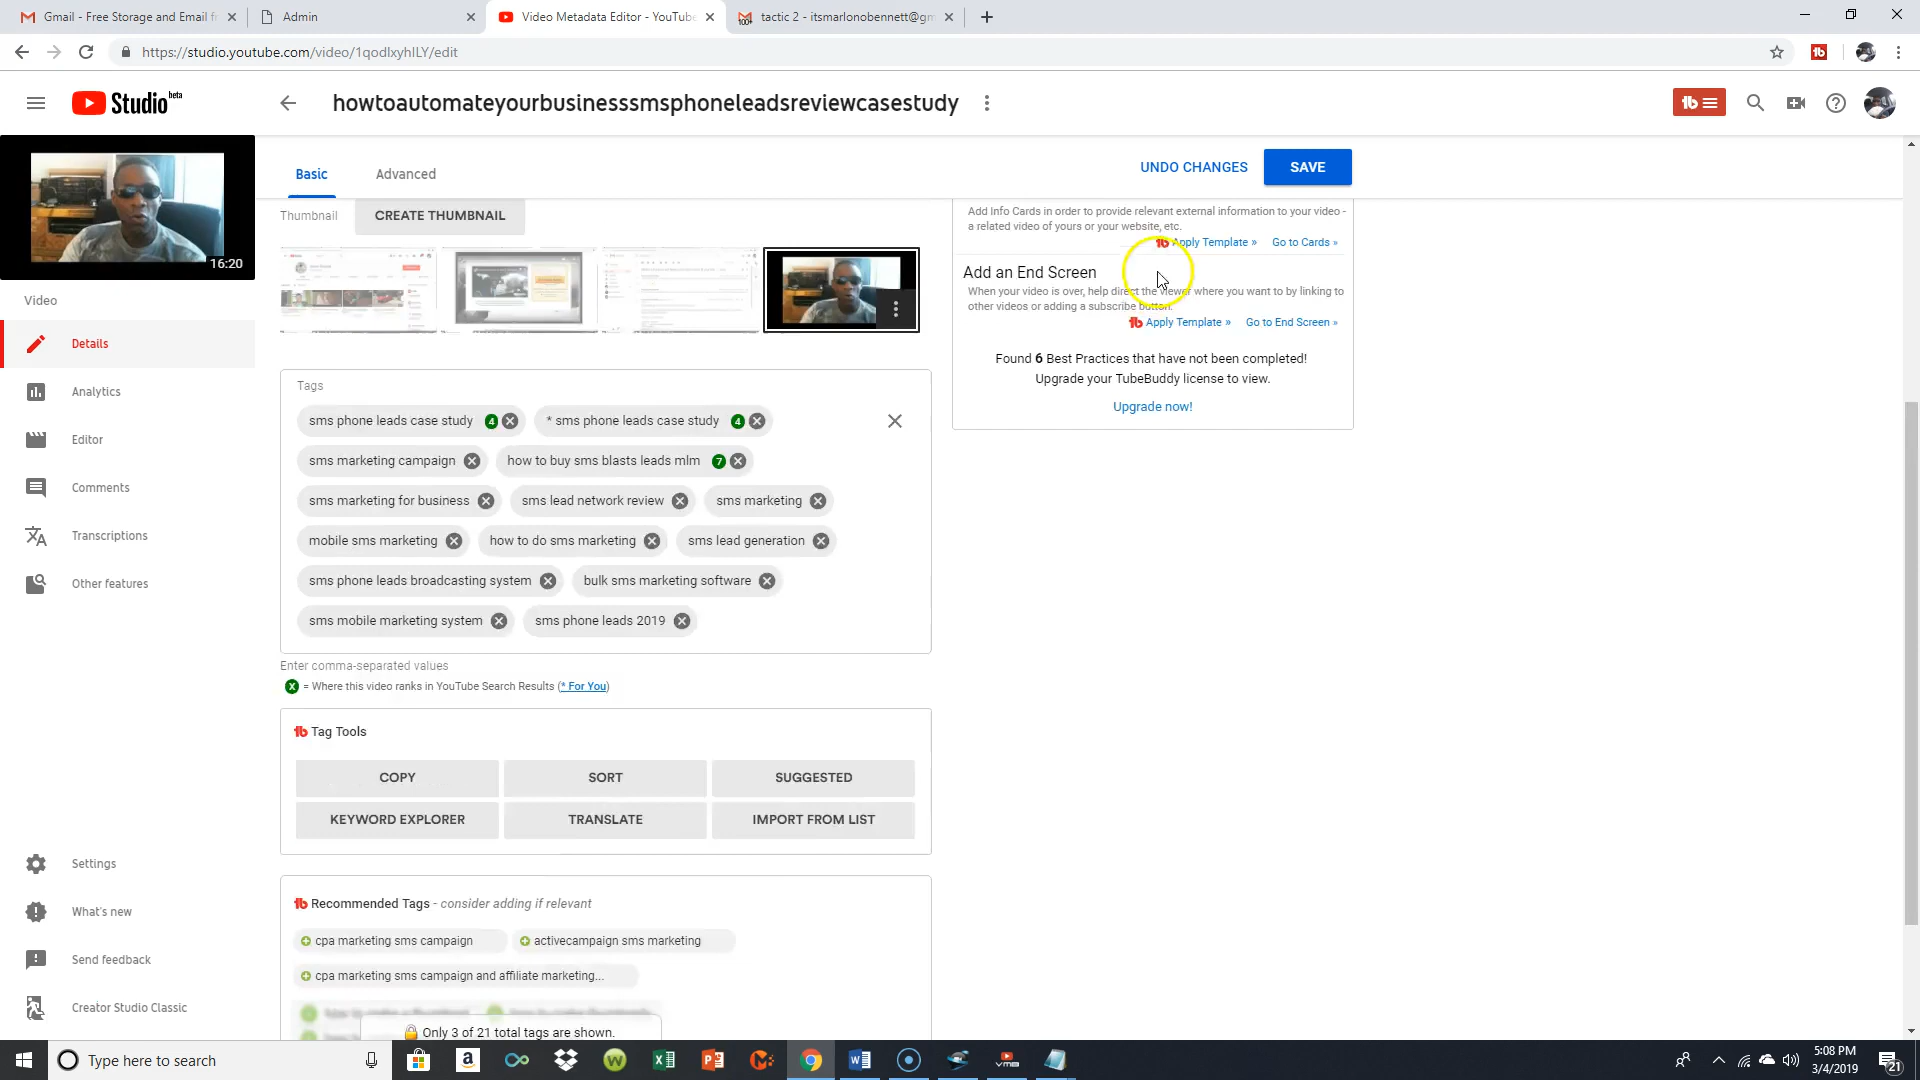 Gmail - Free Storage and Email f
Admin
Video Metadata Editor - YouTube
tactic 2 - itsmarlonobennett@gm
https://studio.youtube.com/video/1qodIxyhILY/edit
Studio beta
howtoautomateyourbusinesssmsphoneleadsreviewcasestudy
16:20
Video
Details
Analytics
Editor
Comments
Transcriptions
Other features
Settings
What's new
Send feedback
Creator Studio Classic
Basic
Advanced
UNDO CHANGES
SAVE
Thumbnail
CREATE THUMBNAIL
Tags
sms phone leads case study 4
* sms phone leads case study 4
sms marketing campaign
how to buy sms blasts leads mlm 7
sms marketing for business
sms lead network review
sms marketing
mobile sms marketing
how to do sms marketing
sms lead generation
sms phone leads broadcasting system
bulk sms marketing software
sms mobile marketing system
sms phone leads 2019
Enter comma-separated values
X = Where this video ranks in YouTube Search Results (* For You)
Tag Tools
COPY
SORT
SUGGESTED
KEYWORD EXPLORER
TRANSLATE
IMPORT FROM LIST
Recommended Tags - consider adding if relevant
cpa marketing sms campaign
activecampaign sms marketing
cpa marketing sms campaign and affiliate marketing...
Only 3 of 21 total tags are shown.
Add Info Cards in order to provide relevant external information to your video -
a related video of yours or your website, etc.
Apply Template »
Go to Cards »
Add an End Screen
When your video is over, help direct the viewer where you want to by linking to
other videos or adding a subscribe button.
Apply Template »
Go to End Screen »
Found 6 Best Practices that have not been completed!
Upgrade your TubeBuddy license to view.
Upgrade now!
Type here to search
5:08 PM
3/4/2019
21